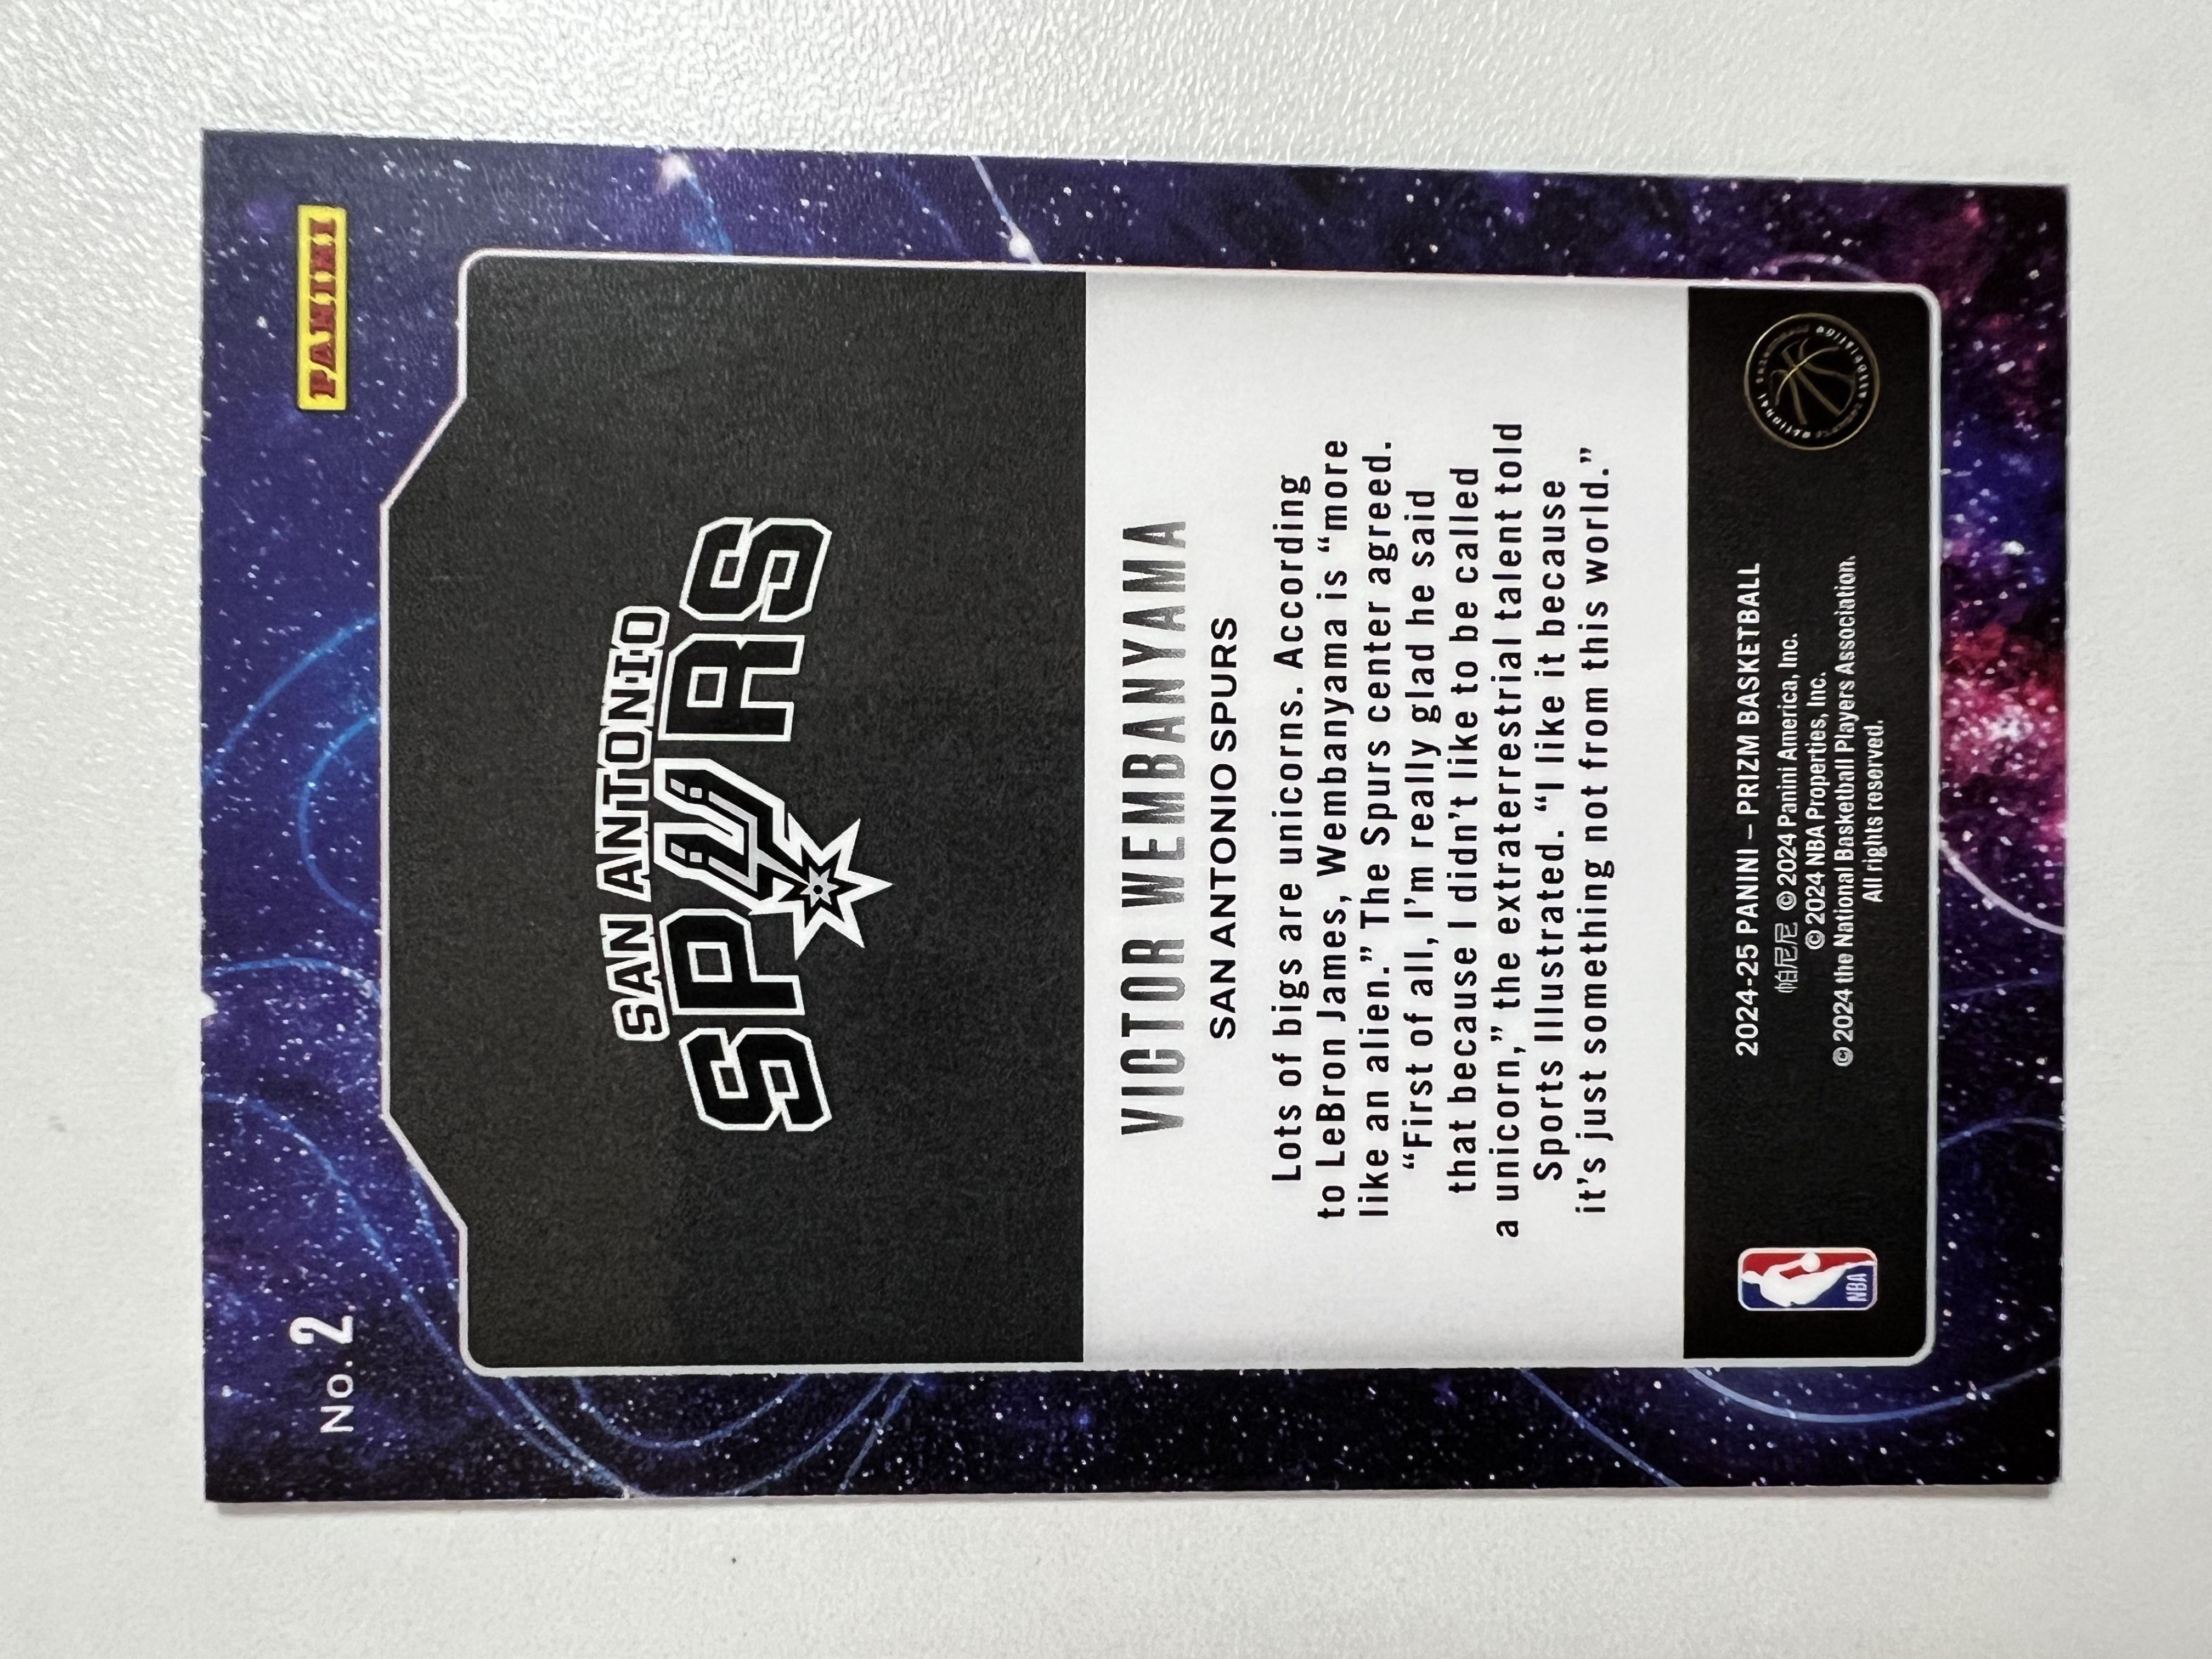 No. 2
PANINI
SAN ANTONIO
SPURS
VICTOR WEMBANYAMA
SAN ANTONIO SPURS
Lots of bigs are unicorns. According
to LeBron James, Wembanyama is “more
like an alien.” The Spurs center agreed.
“First of all, I’m really glad he said
that because I didn’t like to be called
a unicorn,” the extraterrestrial talent told
Sports Illustrated. “I like it because
it’s just something not from this world.”
NBA
2024-25 PANINI – PRIZM BASKETBALL
帕尼尼 © 2024 Panini America, Inc.
© 2024 NBA Properties, Inc.
© 2024 the National Basketball Players Association.
All rights reserved.